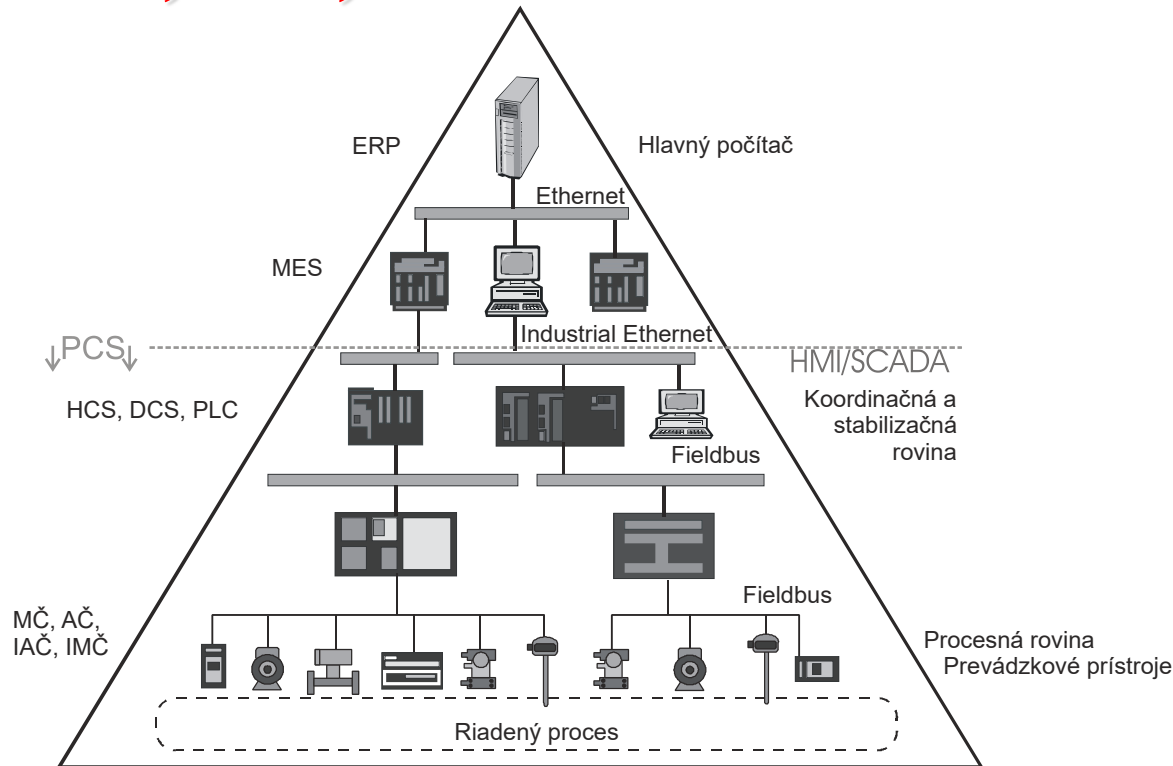 ERP
Hlavný počítač
Ethernet
MES
Industrial Ethernet
↓PCS↓
HMI/SCADA
HCS, DCS, PLC
Koordinačná a
stabilizačná
rovina
Fieldbus
Fieldbus
MČ, AČ,
IAČ, IMČ
Procesná rovina
Prevádzkové prístroje
Riadený proces